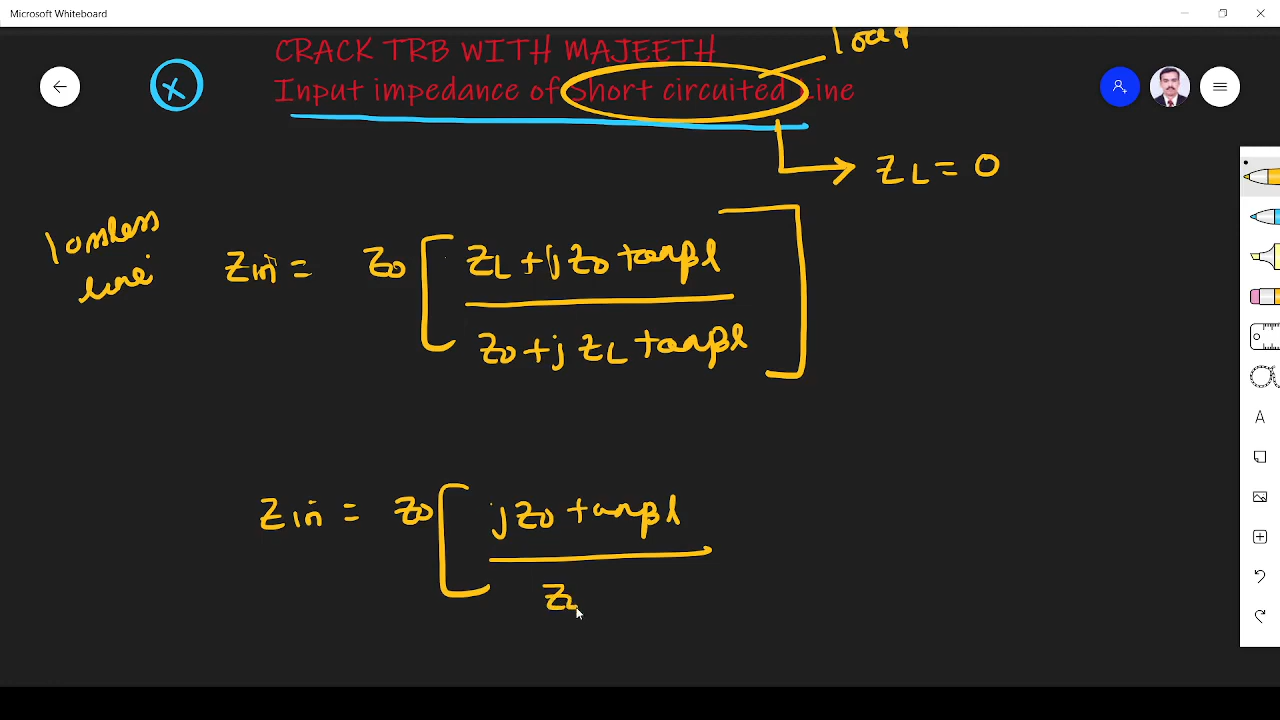 Microsoft Whiteboard
load
CRACK TRB WITH MAJEETH
Input impedance of Short circuited Line
x
ZL = 0
lossless
line
Zin = Z0 [ ZL + j Z0 tanβl
Z0 + j ZL tanβl ]
Zin = Z0 [ j Z0 tanβl
Z
A